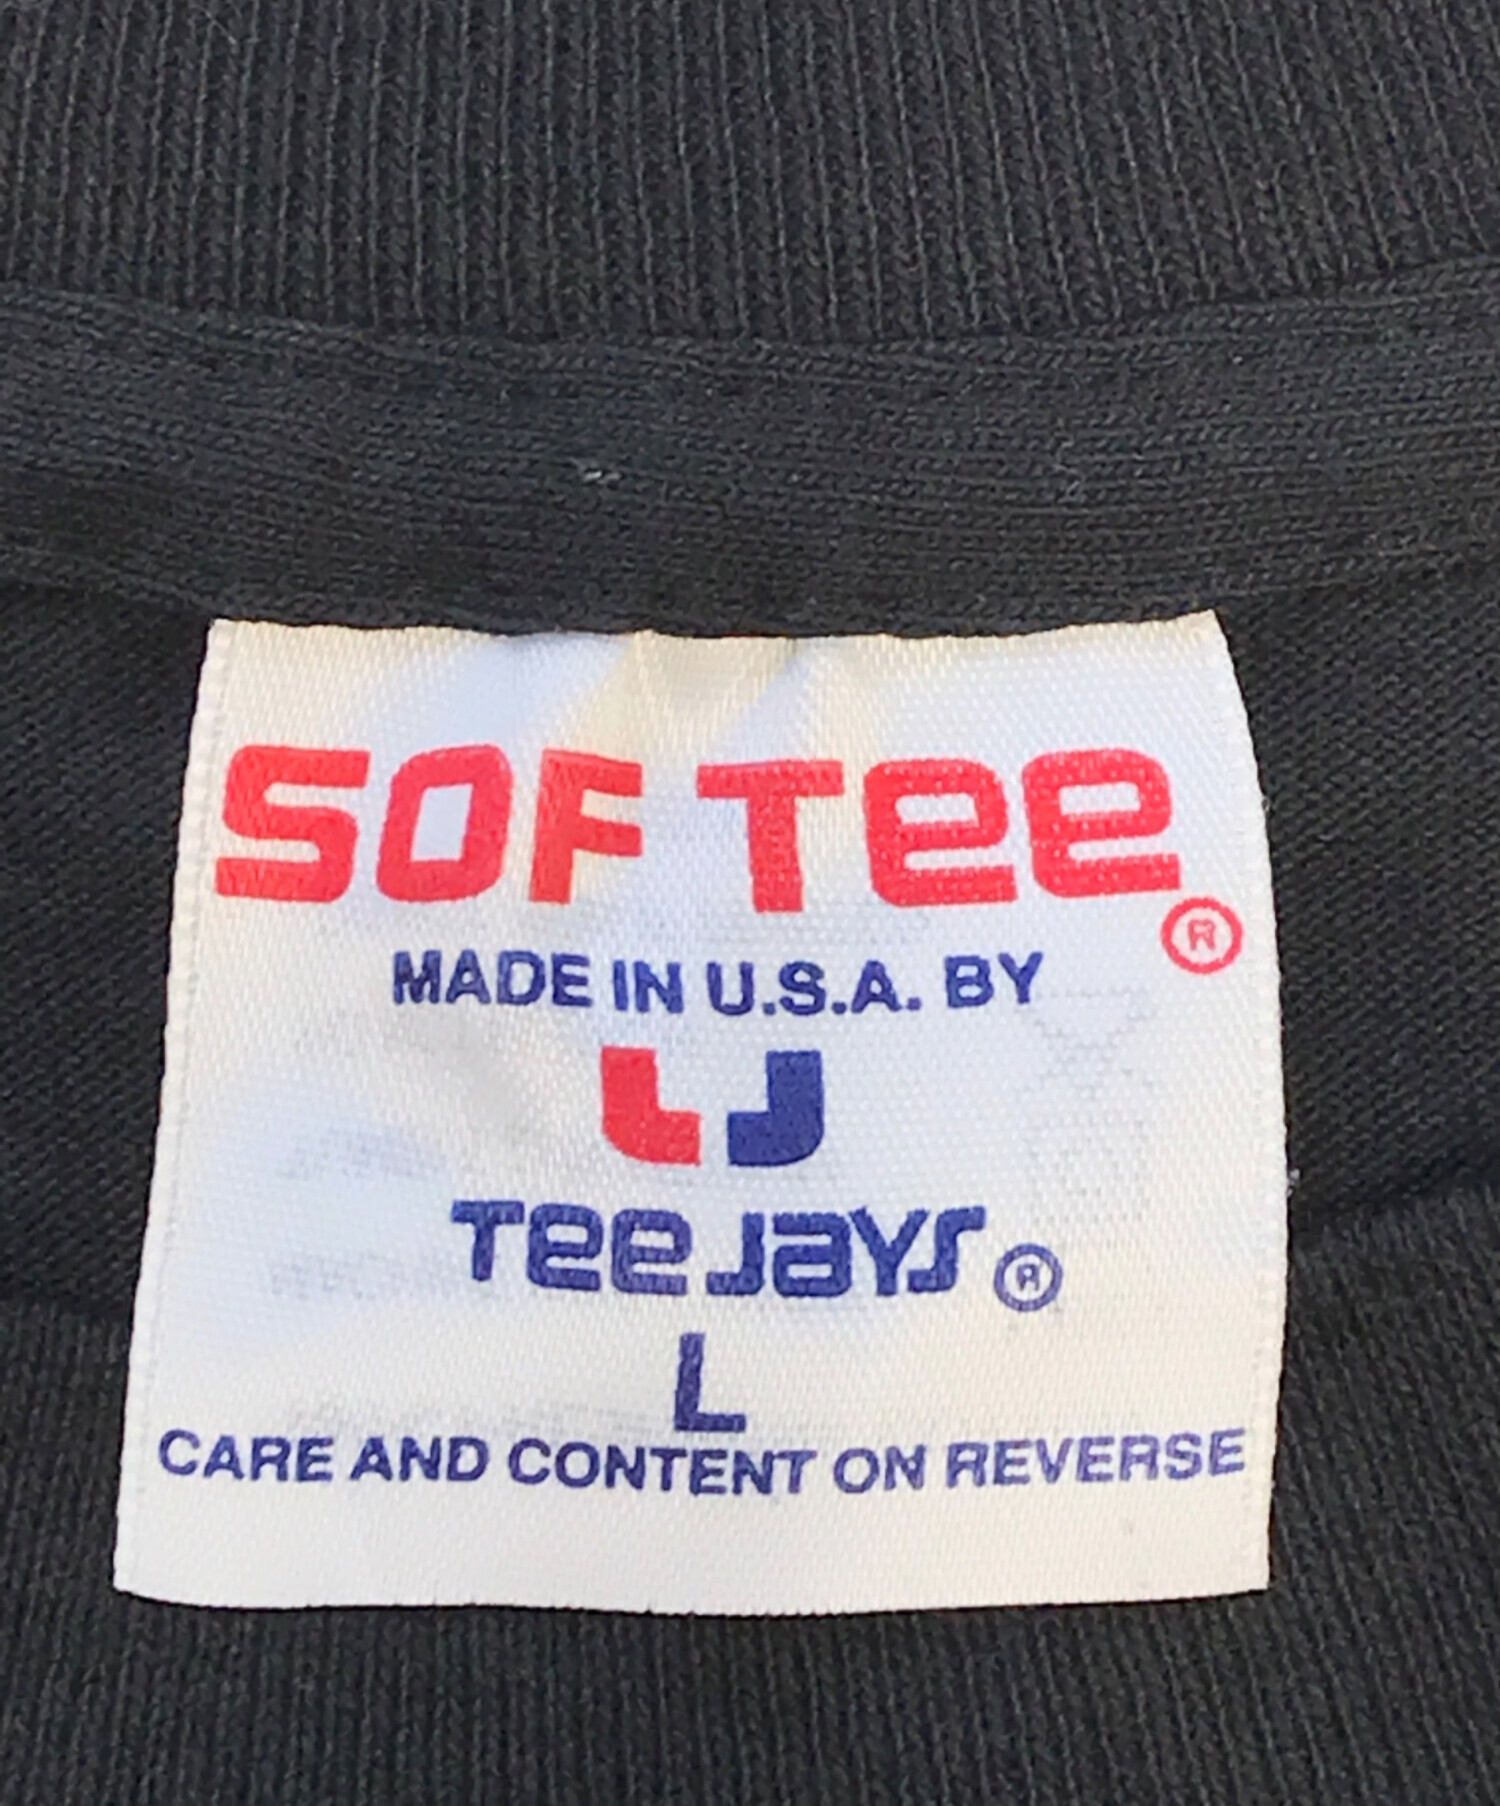 SOF TEE ®
MADE IN U.S.A. BY
TEE JAYS ®
L
CARE AND CONTENT ON REVERSE